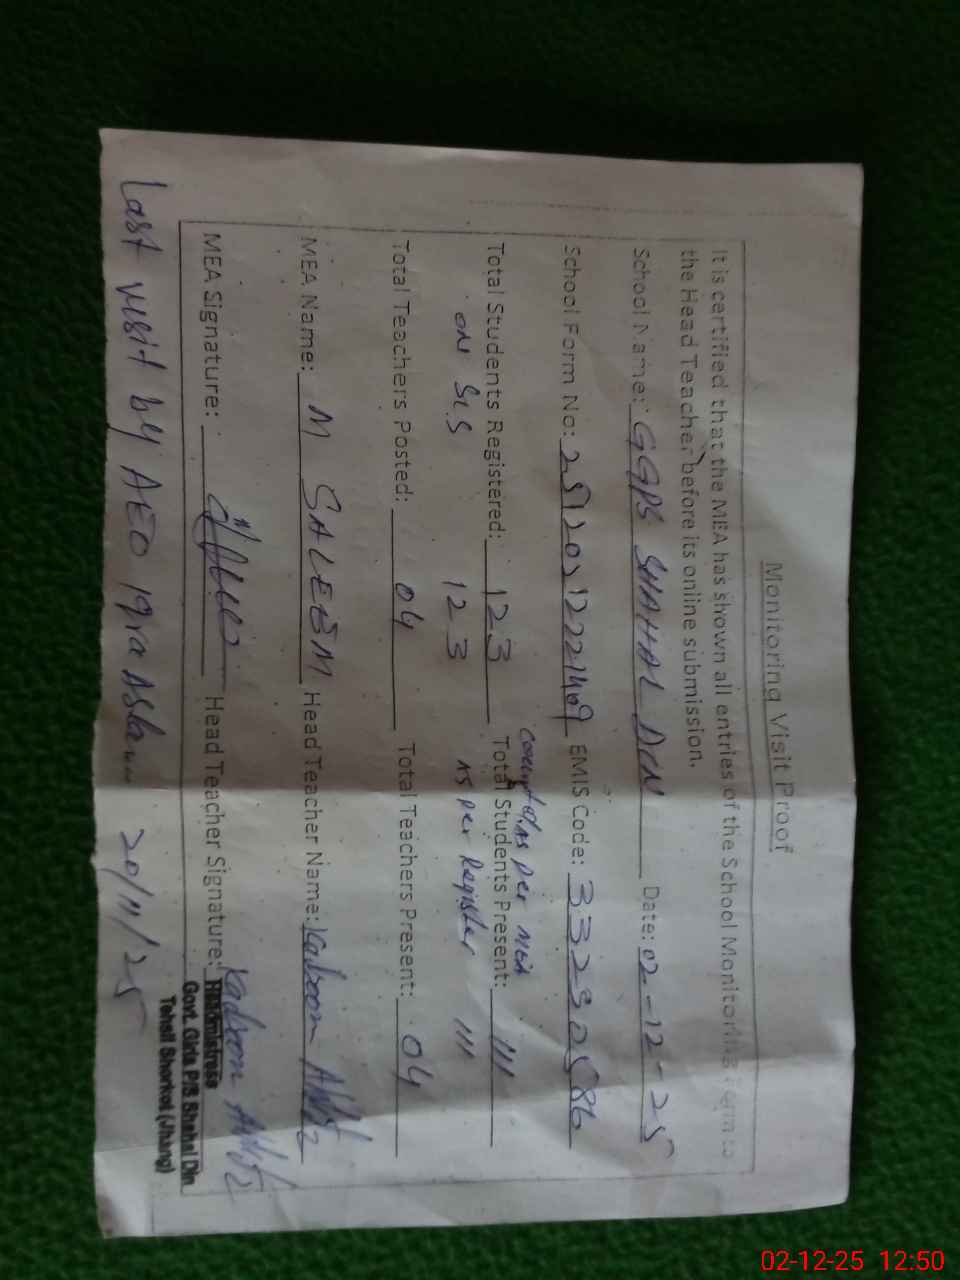 Monitoring Visit Proof
It is certified that the MEA has shown all entries of the School Monitoring Form to
the Head Teacher before its online submission.
School Name: GGPS SHAHAL DIN Date: 02-12-25
School Form No: EMIS Code: 33230586
counted as per MEA
Total Students Registered: 123 Total Students Present: 111
on SIS 123 as per Register 111
Total Teachers Posted: 04 Total Teachers Present: 04
MEA Name: M SALEEM Head Teacher Name:
MEA Signature: Head Teacher Signature:
Headmistress
Govt. Girls P/S Shahal Din
Tehsil Shorkot (Jhang)
Last visit by AEO Iqra Aslam 20/11/25
02-12-25 12:50